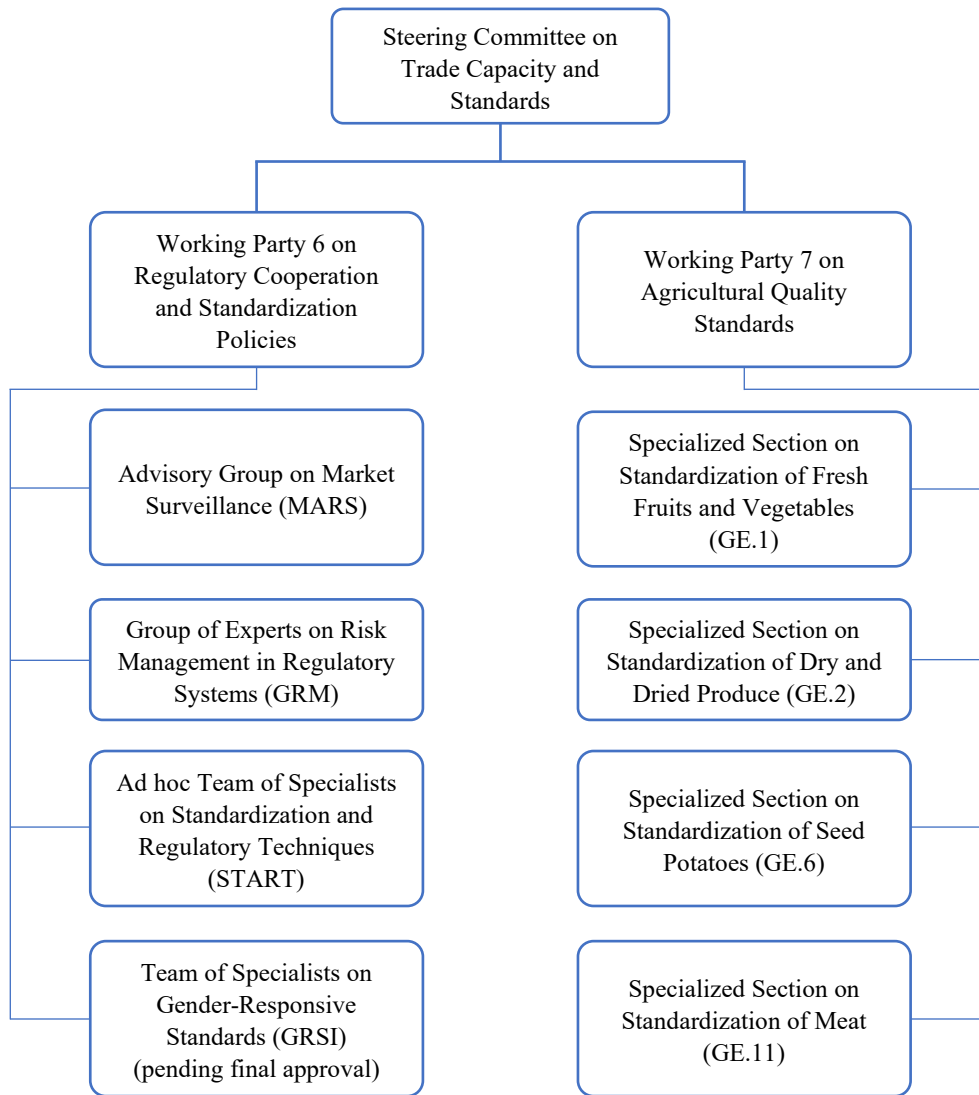 Steering Committee on
Trade Capacity and
Standards
Working Party 6 on
Regulatory Cooperation
and Standardization
Policies
Working Party 7 on
Agricultural Quality
Standards
Advisory Group on Market
Surveillance (MARS)
Group of Experts on Risk
Management in Regulatory
Systems (GRM)
Ad hoc Team of Specialists
on Standardization and
Regulatory Techniques
(START)
Team of Specialists on
Gender-Responsive
Standards (GRSI)
(pending final approval)
Specialized Section on
Standardization of Fresh
Fruits and Vegetables
(GE.1)
Specialized Section on
Standardization of Dry and
Dried Produce (GE.2)
Specialized Section on
Standardization of Seed
Potatoes (GE.6)
Specialized Section on
Standardization of Meat
(GE.11)